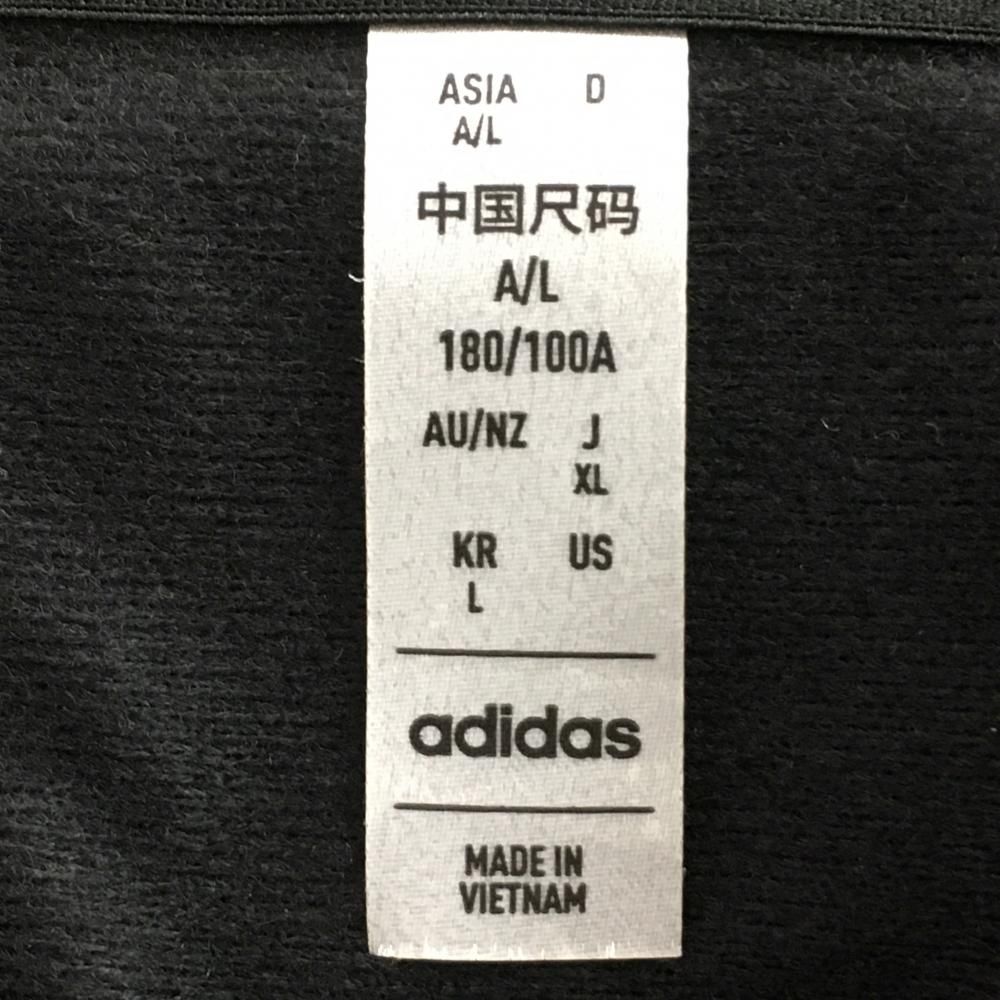 ASIA D
A/L
中国尺码
A/L
180/100A
AU/NZ J
XL
KR US
L
adidas
MADE IN
VIETNAM